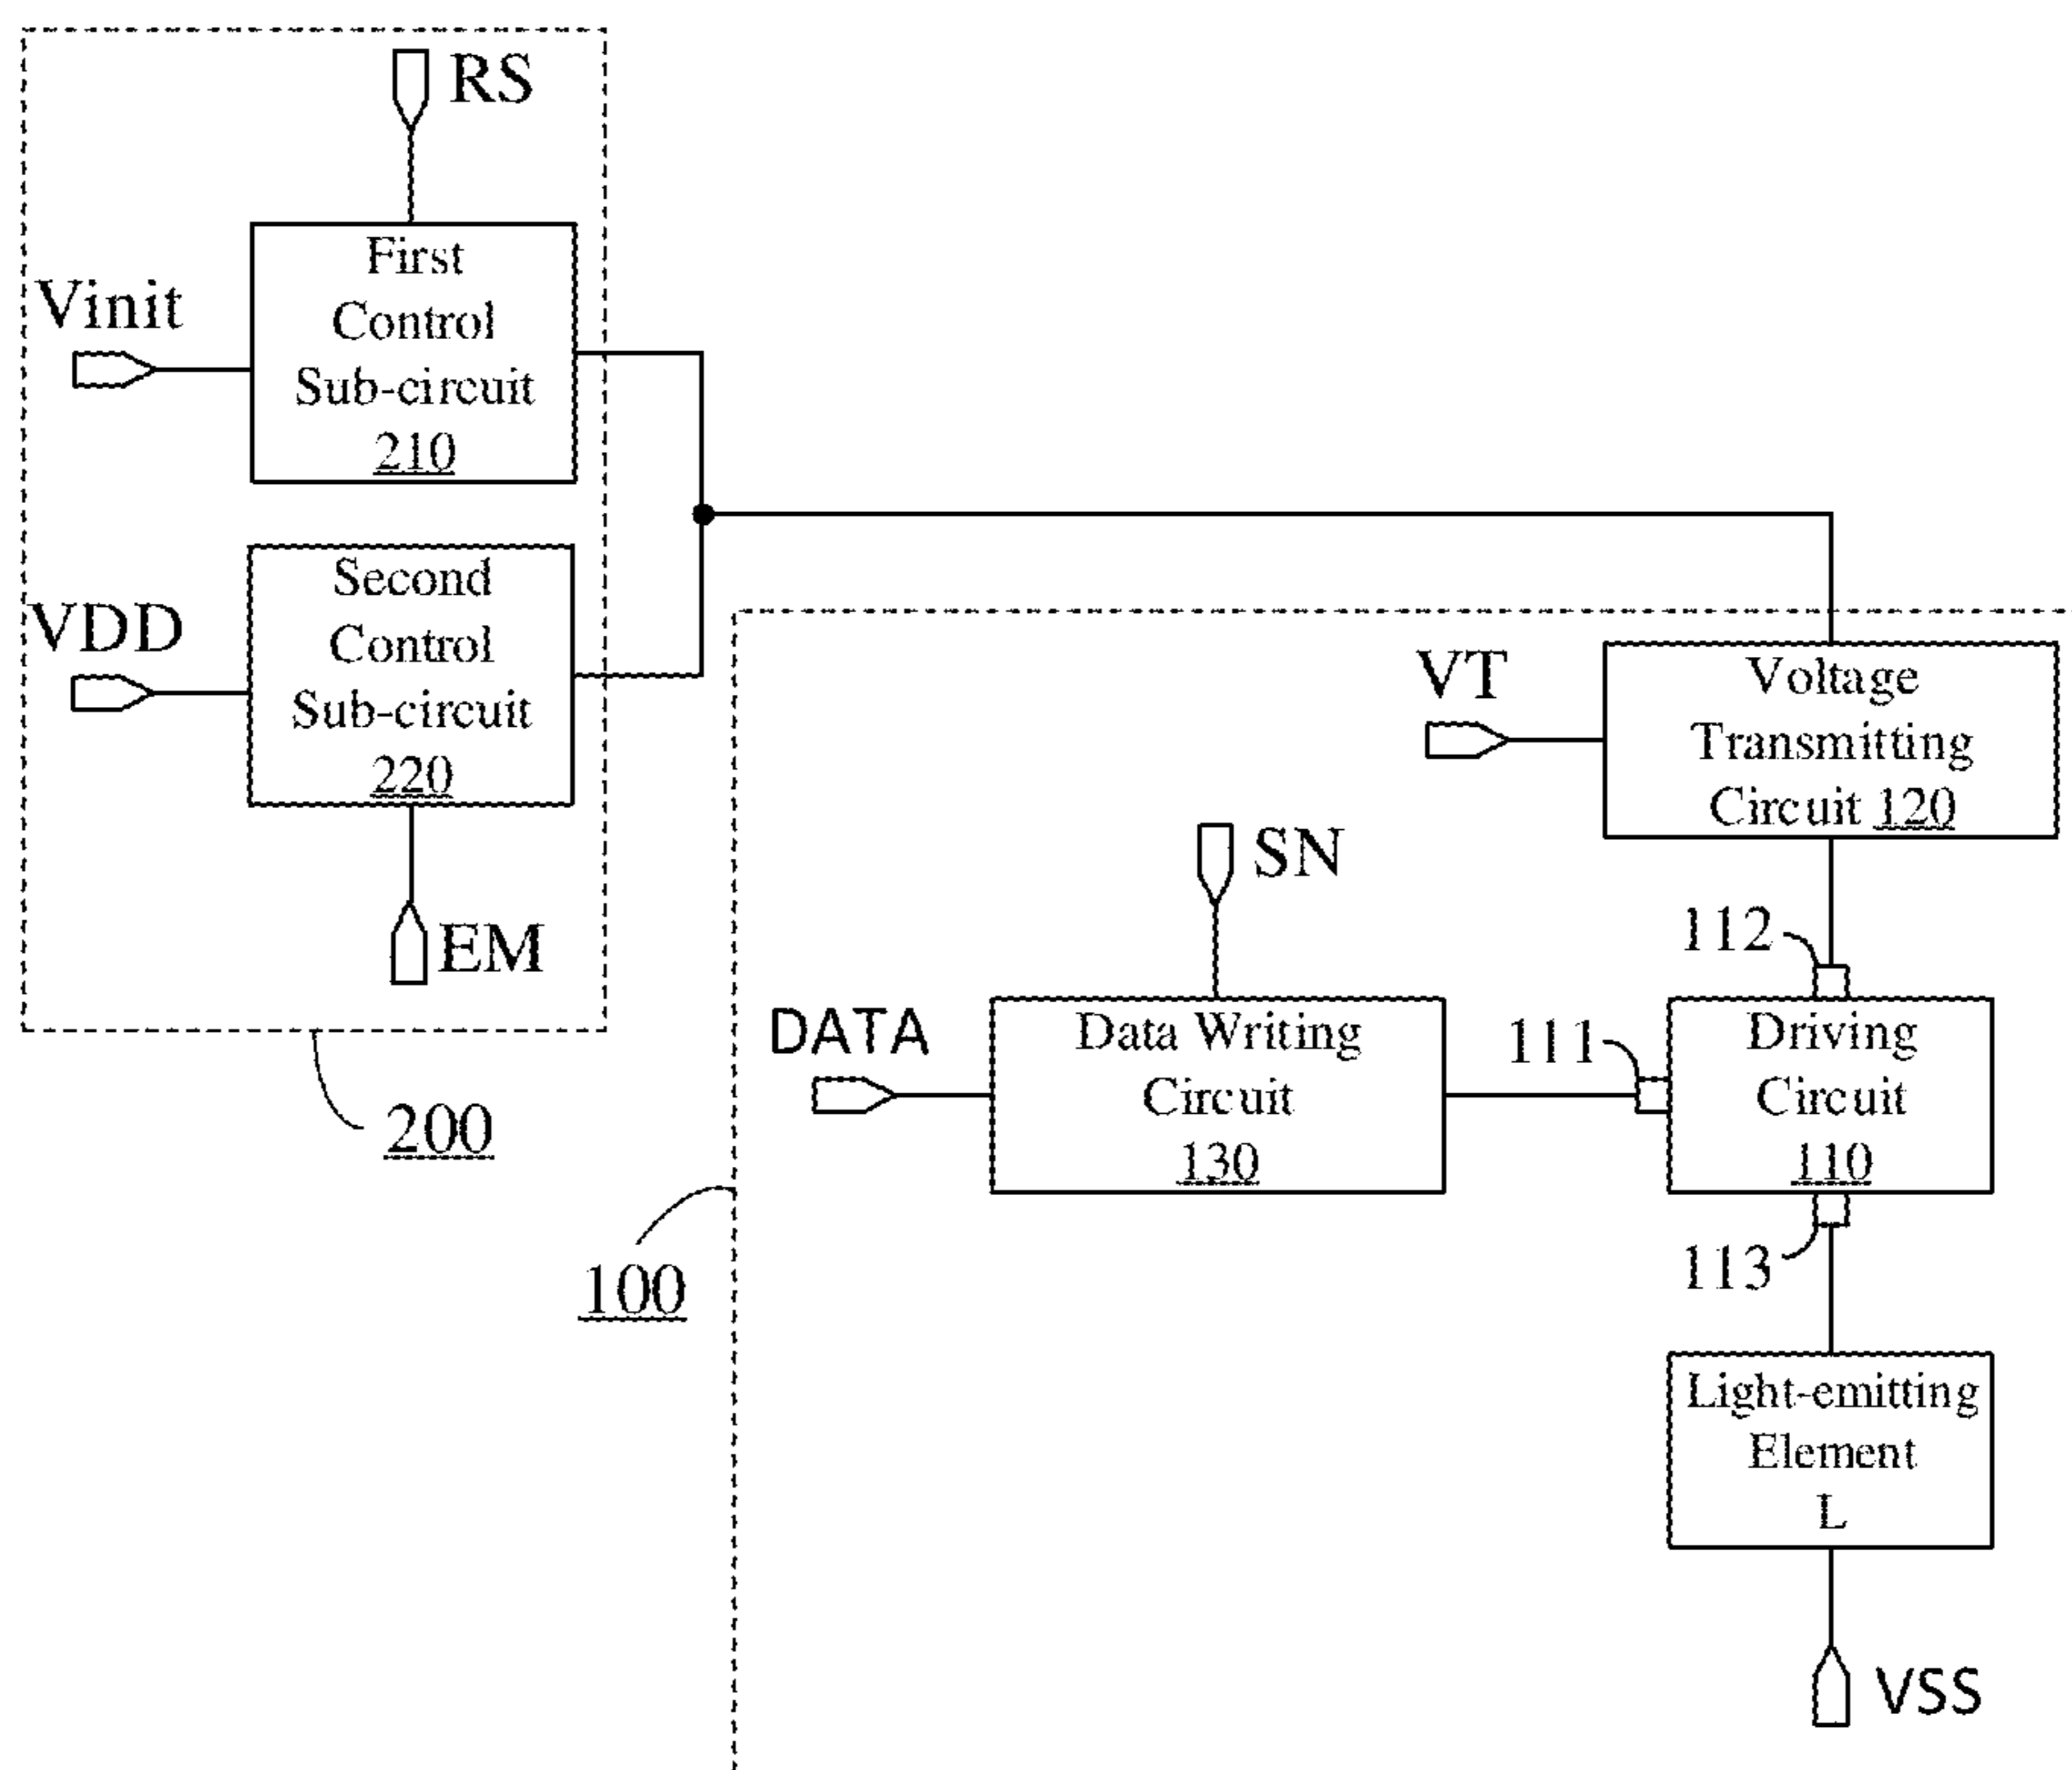 RS
First
Control
Sub-circuit
210
Vinit
Second
Control
Sub-circuit
220
VDD
EM
200
100
VT
Voltage
Transmitting
Circuit 120
SN
112
DATA
Data Writing
Circuit
130
111
Driving
Circuit
110
113
Light-emitting
Element
L
VSS